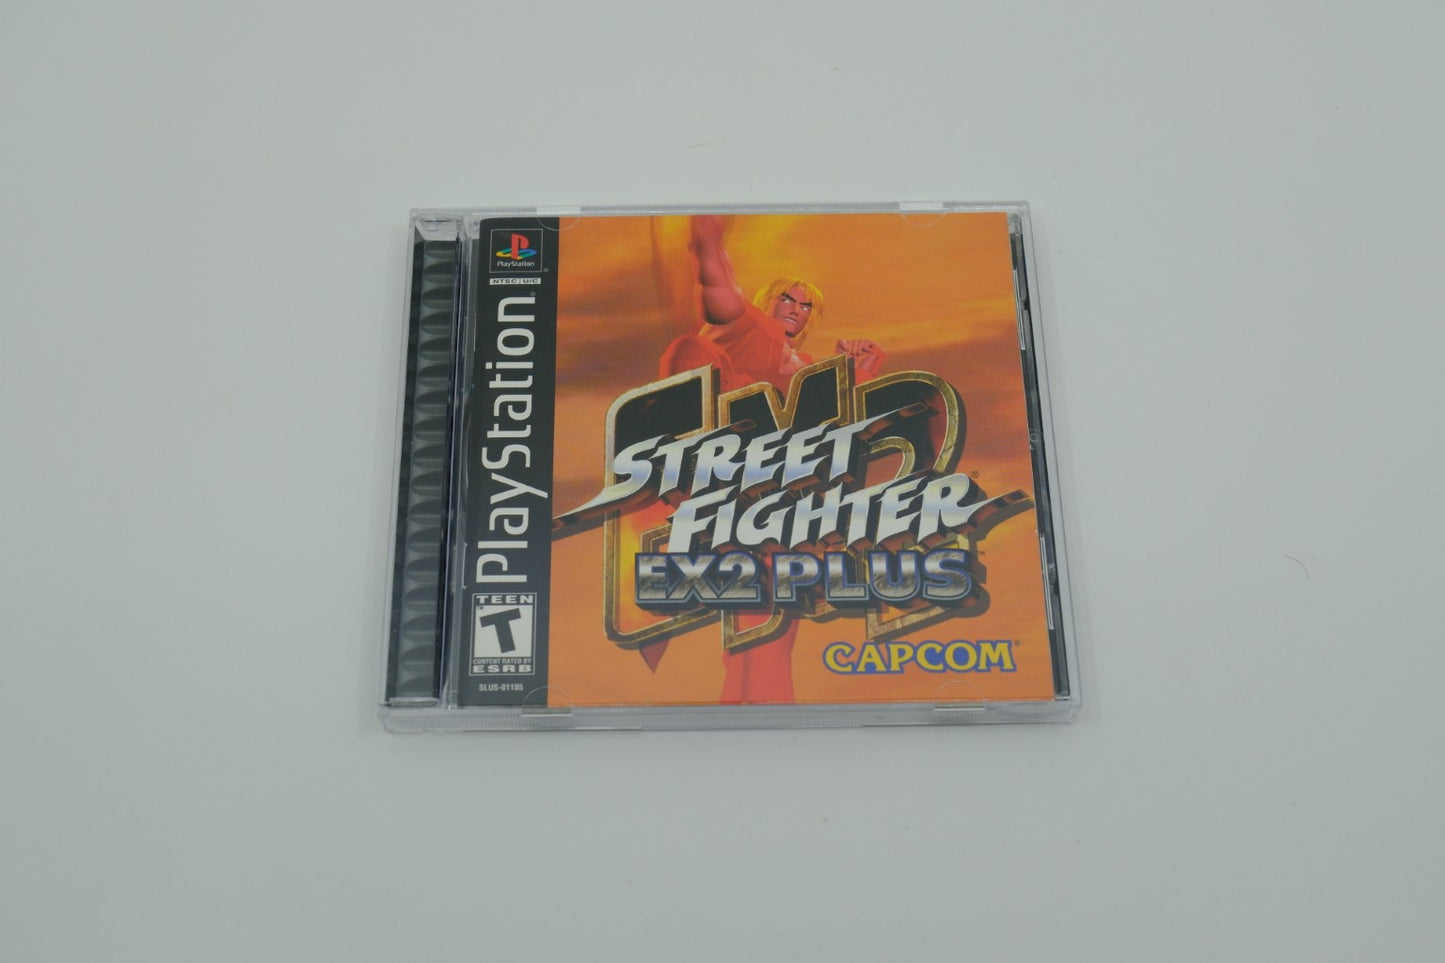 PlayStation
NTSC U/C
PlayStation
TEEN
T
CONTENT RATED BY
ESRB
SLUS-01105
STREET
FIGHTER
EX2 PLUS
CAPCOM